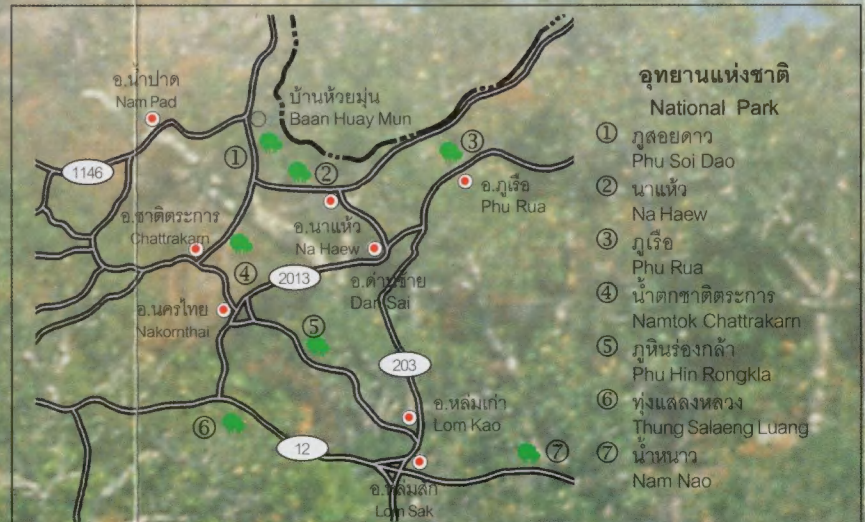 อ.น้ำปาด
Nam Pad
บ้านห้วยมุ่น
Baan Huay Mun
1146
①
②
③
อ.ภูเรือ
Phu Rua
อ.ชาติตระการ
Chattrakarn
อ.นาแห้ว
Na Haew
④
2013
อ.ด่านซ้าย
Dan Sai
อ.นครไทย
Nakornthai
⑤
203
อ.หล่มเก่า
Lom Kao
⑥
12
⑦
อ.หล่มสัก
Lom Sak
อุทยานแห่งชาติ
National Park
① ภูสอยดาว
Phu Soi Dao
② นาแห้ว
Na Haew
③ ภูเรือ
Phu Rua
④ น้ำตกชาติตระการ
Namtok Chattrakarn
⑤ ภูหินร่องกล้า
Phu Hin Rongkla
⑥ ทุ่งแสลงหลวง
Thung Salaeng Luang
⑦ น้ำหนาว
Nam Nao